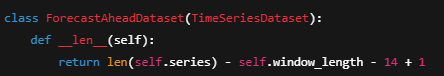 class ForecastAheadDataset(TimeSeriesDataset):
    def __len__(self):
        return len(self.series) - self.window_length - 14 + 1